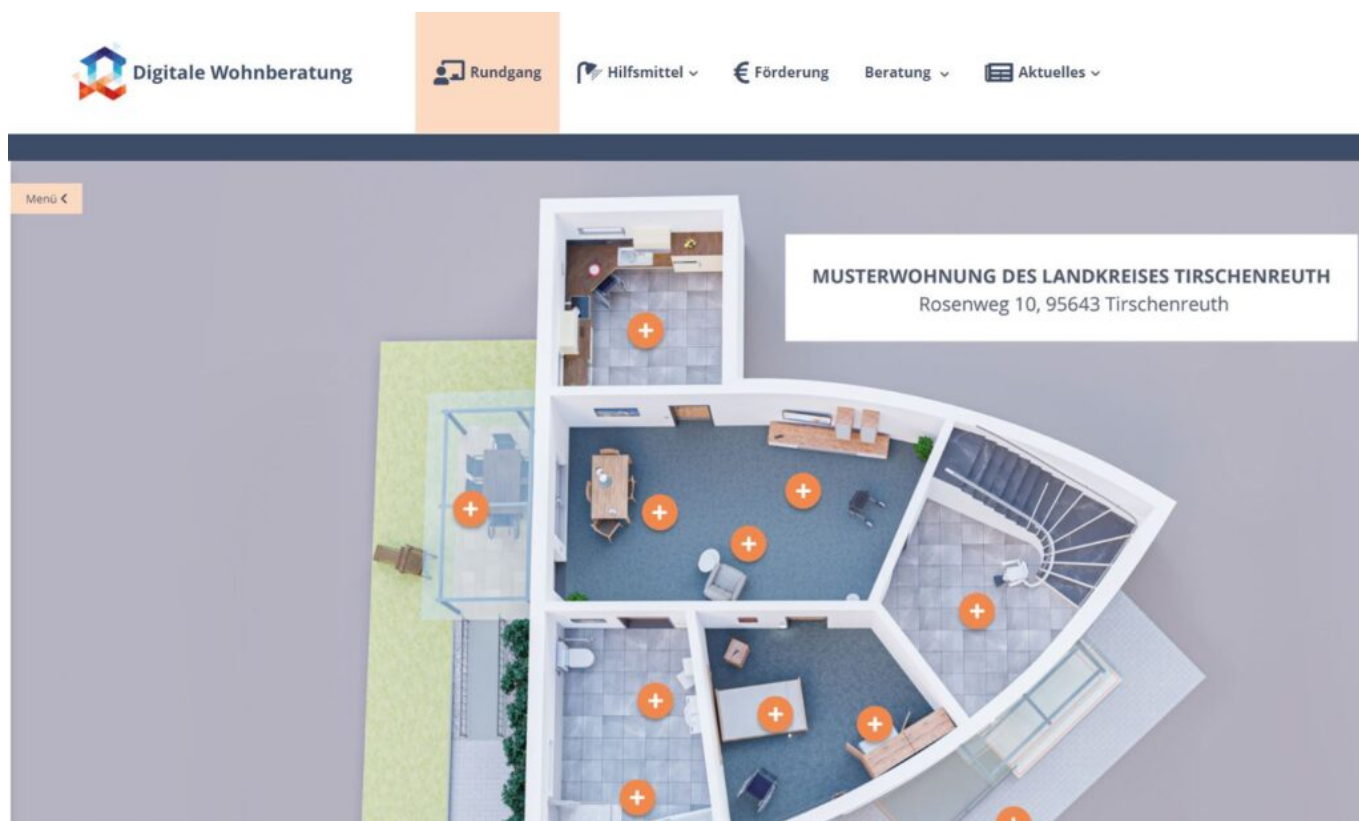 Digitale Wohnberatung
Rundgang
Hilfsmittel
Förderung
Beratung
Aktuelles
Menü
MUSTERWOHNUNG DES LANDKREISES TIRSCHENREUTH
Rosenweg 10, 95643 Tirschenreuth